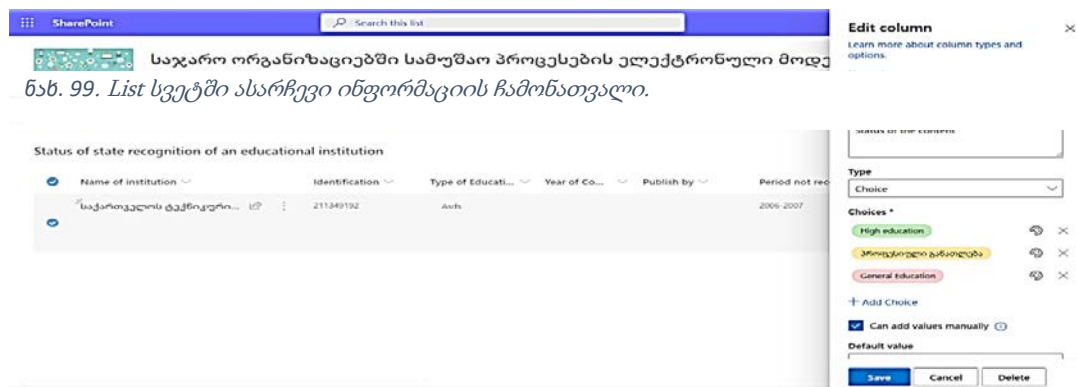 SharePoint
Search this list
Edit column
Learn more about column types and options.
საჯარო ორგანიზაციებში სამუშაო პროცესების ელექტრონული მოდე
ნახ. 99. List სვეტში ასარჩევი ინფორმაციის ჩამონათვალი.
Status of state recognition of an educational institution
Name of institution
Identification
Type of Educati...
Year of Co...
Publish by
Period not rec
საქართველოს ტექნიკური...
211349192
2006-2007
Status of the content
Type
Choice
Choices *
High education
პროფესიული განათლება
General Education
+ Add Choice
Can add values manually
Default value
Save
Cancel
Delete